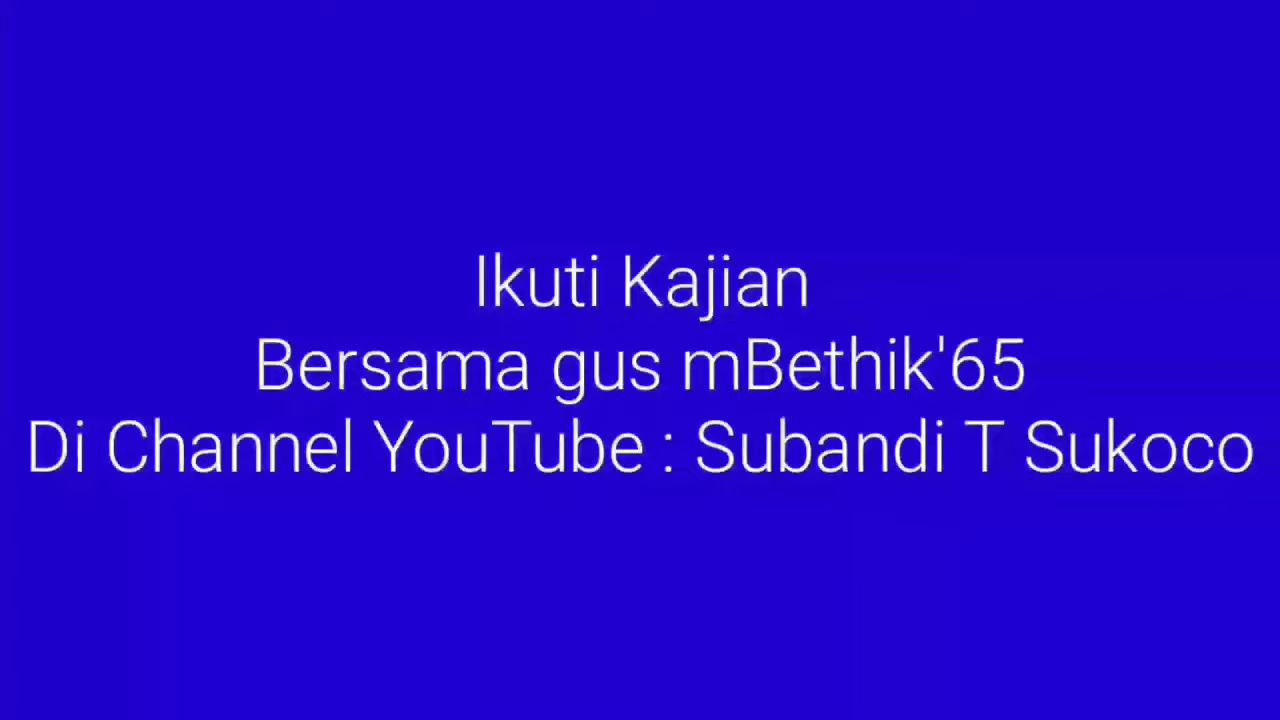 Ikuti Kajian
Bersama gus mBethik'65
Di Channel YouTube : Subandi T Sukoco